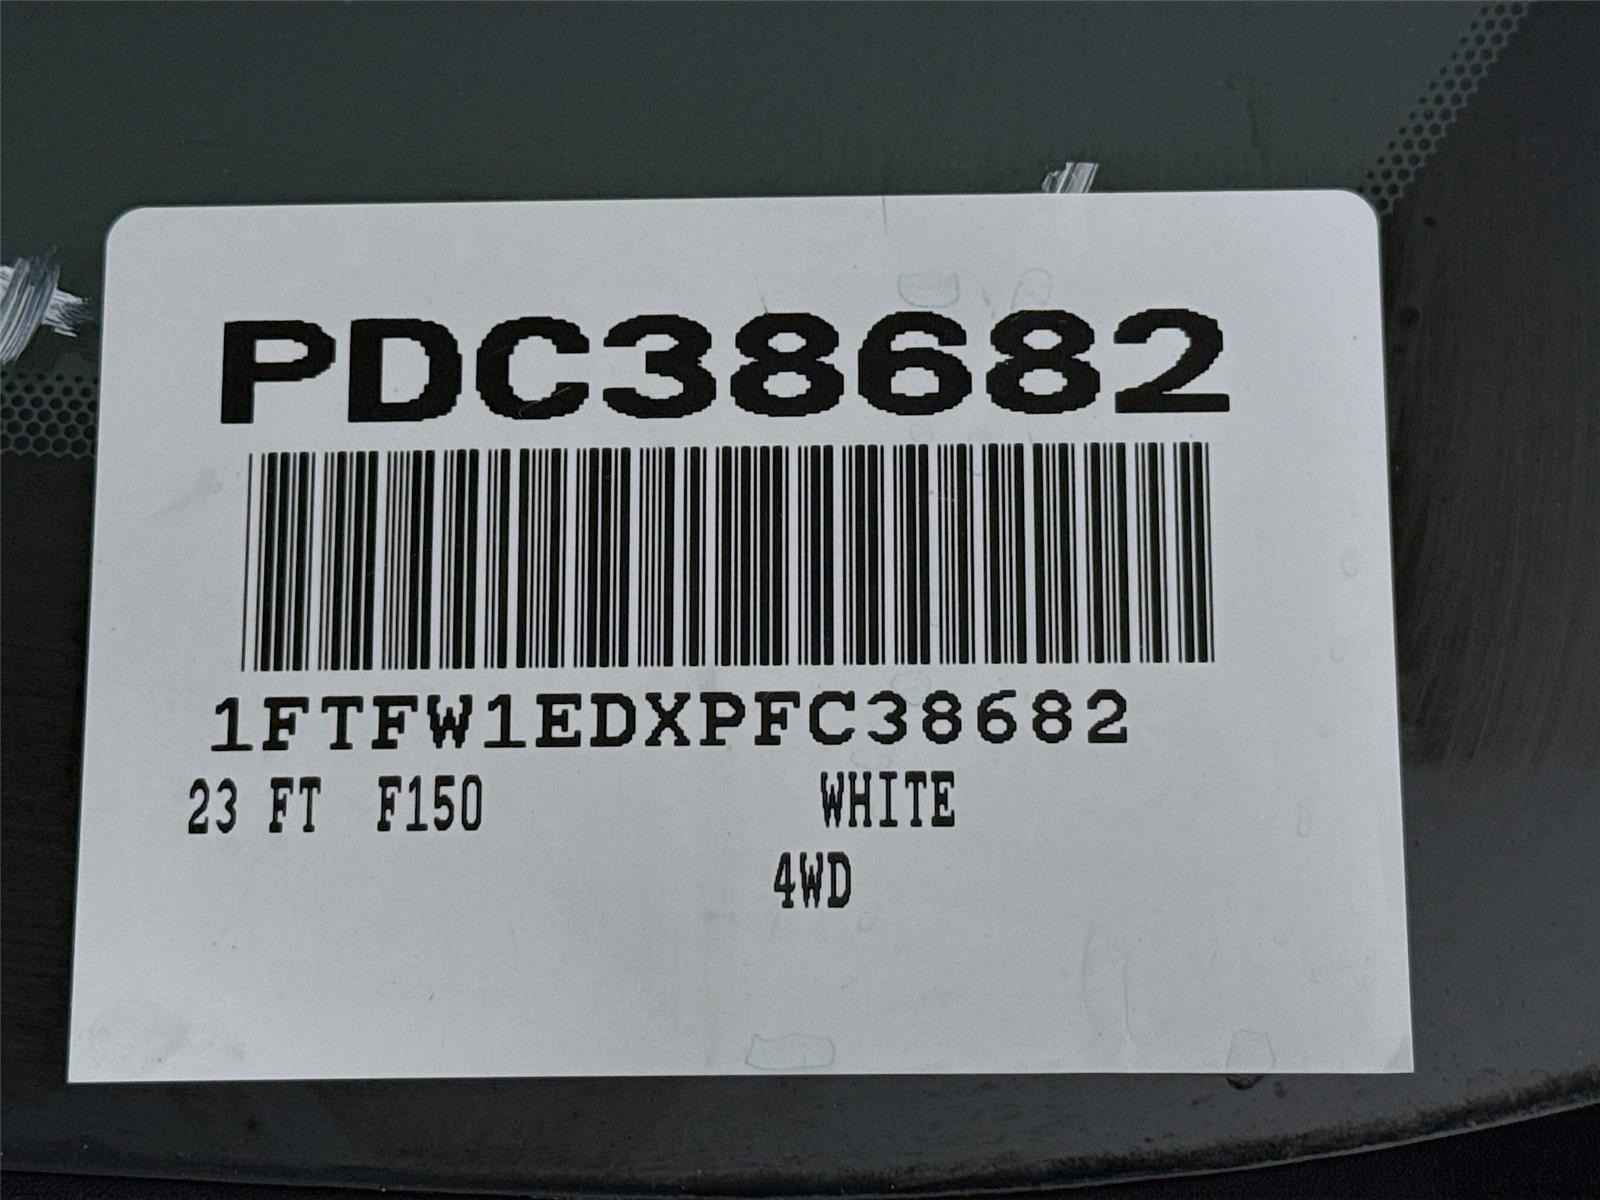 PDC38682
1FTFW1EDXPFC38682
23 FT F150 WHITE
4WD